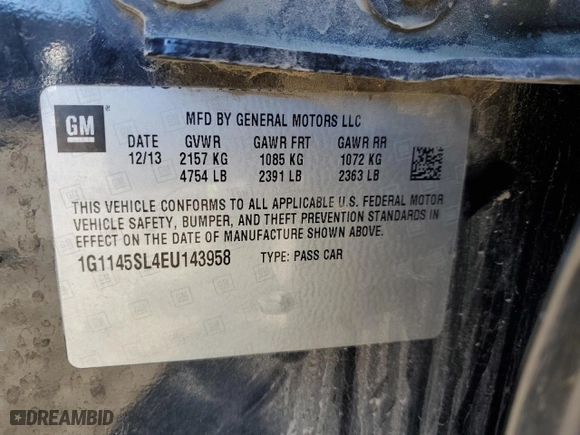 GM
MFD BY GENERAL MOTORS LLC
DATE GVWR GAWR FRT GAWR RR
12/13 2157 KG 1085 KG 1072 KG
4754 LB 2391 LB 2363 LB
THIS VEHICLE CONFORMS TO ALL APPLICABLE U.S. FEDERAL MOTOR
VEHICLE SAFETY, BUMPER, AND THEFT PREVENTION STANDARDS IN
EFFECT ON THE DATE OF MANUFACTURE SHOWN ABOVE.
1G1145SL4EU143958 TYPE: PASS CAR
DREAMBID